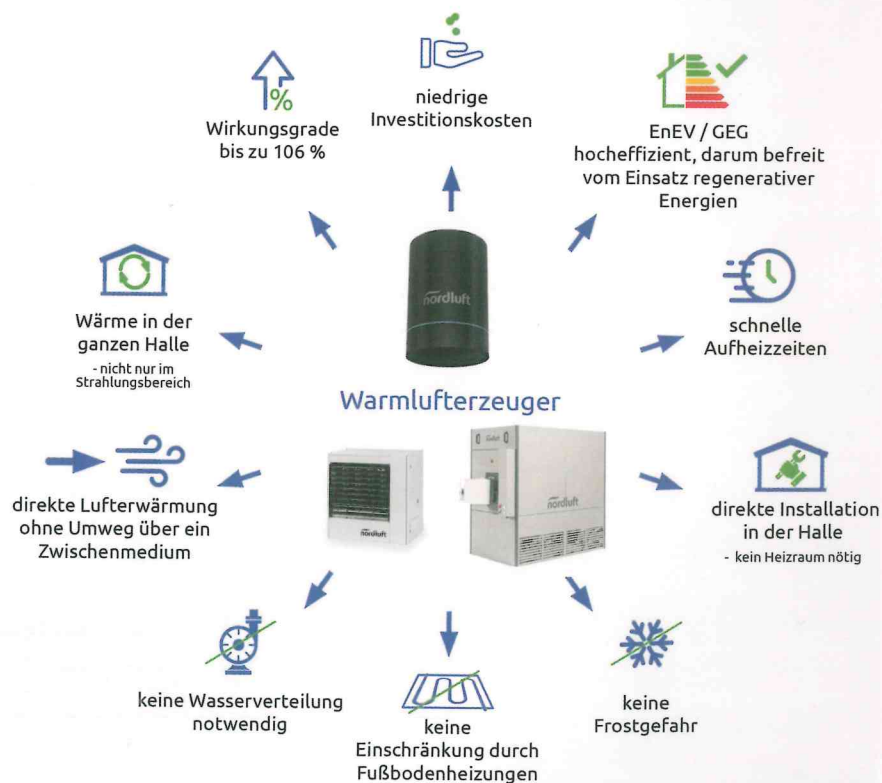 niedrige
Investitionskosten
%
Wirkungsgrade
bis zu 106 %
EnEV / GEG
hocheffizient, darum befreit
vom Einsatz regenerativer
Energien
nordluft
Wärme in der
ganzen Halle
- nicht nur im
Strahlungsbereich
schnelle
Aufheizzeiten
Warmlufterzeuger
direkte Lufterwärmung
ohne Umweg über ein
Zwischenmedium
nordluft
nordluft
direkte Installation
in der Halle
- kein Heizraum nötig
keine Wasserverteilung
notwendig
keine
Einschränkung durch
Fußbodenheizungen
keine
Frostgefahr